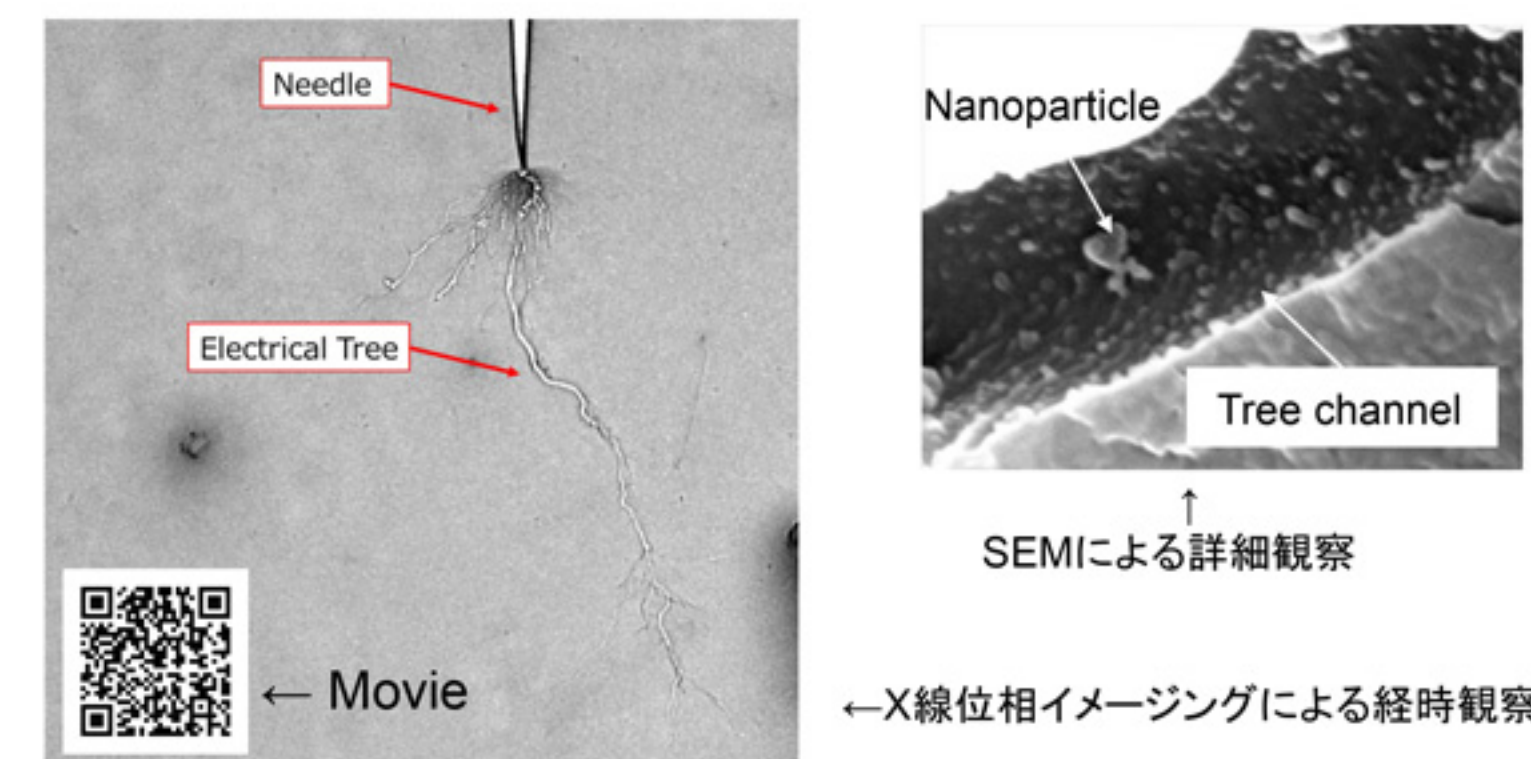 Needle
Electrical Tree
← Movie
Nanoparticle
Tree channel
↑
SEMによる詳細観察
←X線位相イメージングによる経時観察